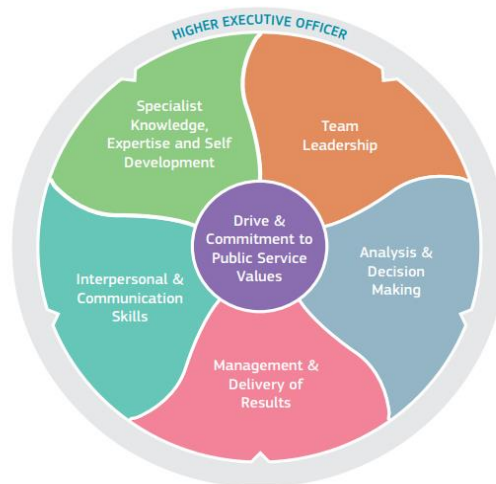 HIGHER EXECUTIVE OFFICER
Specialist
Knowledge,
Expertise and Self
Development
Team
Leadership
Drive &
Commitment to
Public Service
Values
Analysis &
Decision
Making
Interpersonal &
Communication
Skills
Management &
Delivery of
Results